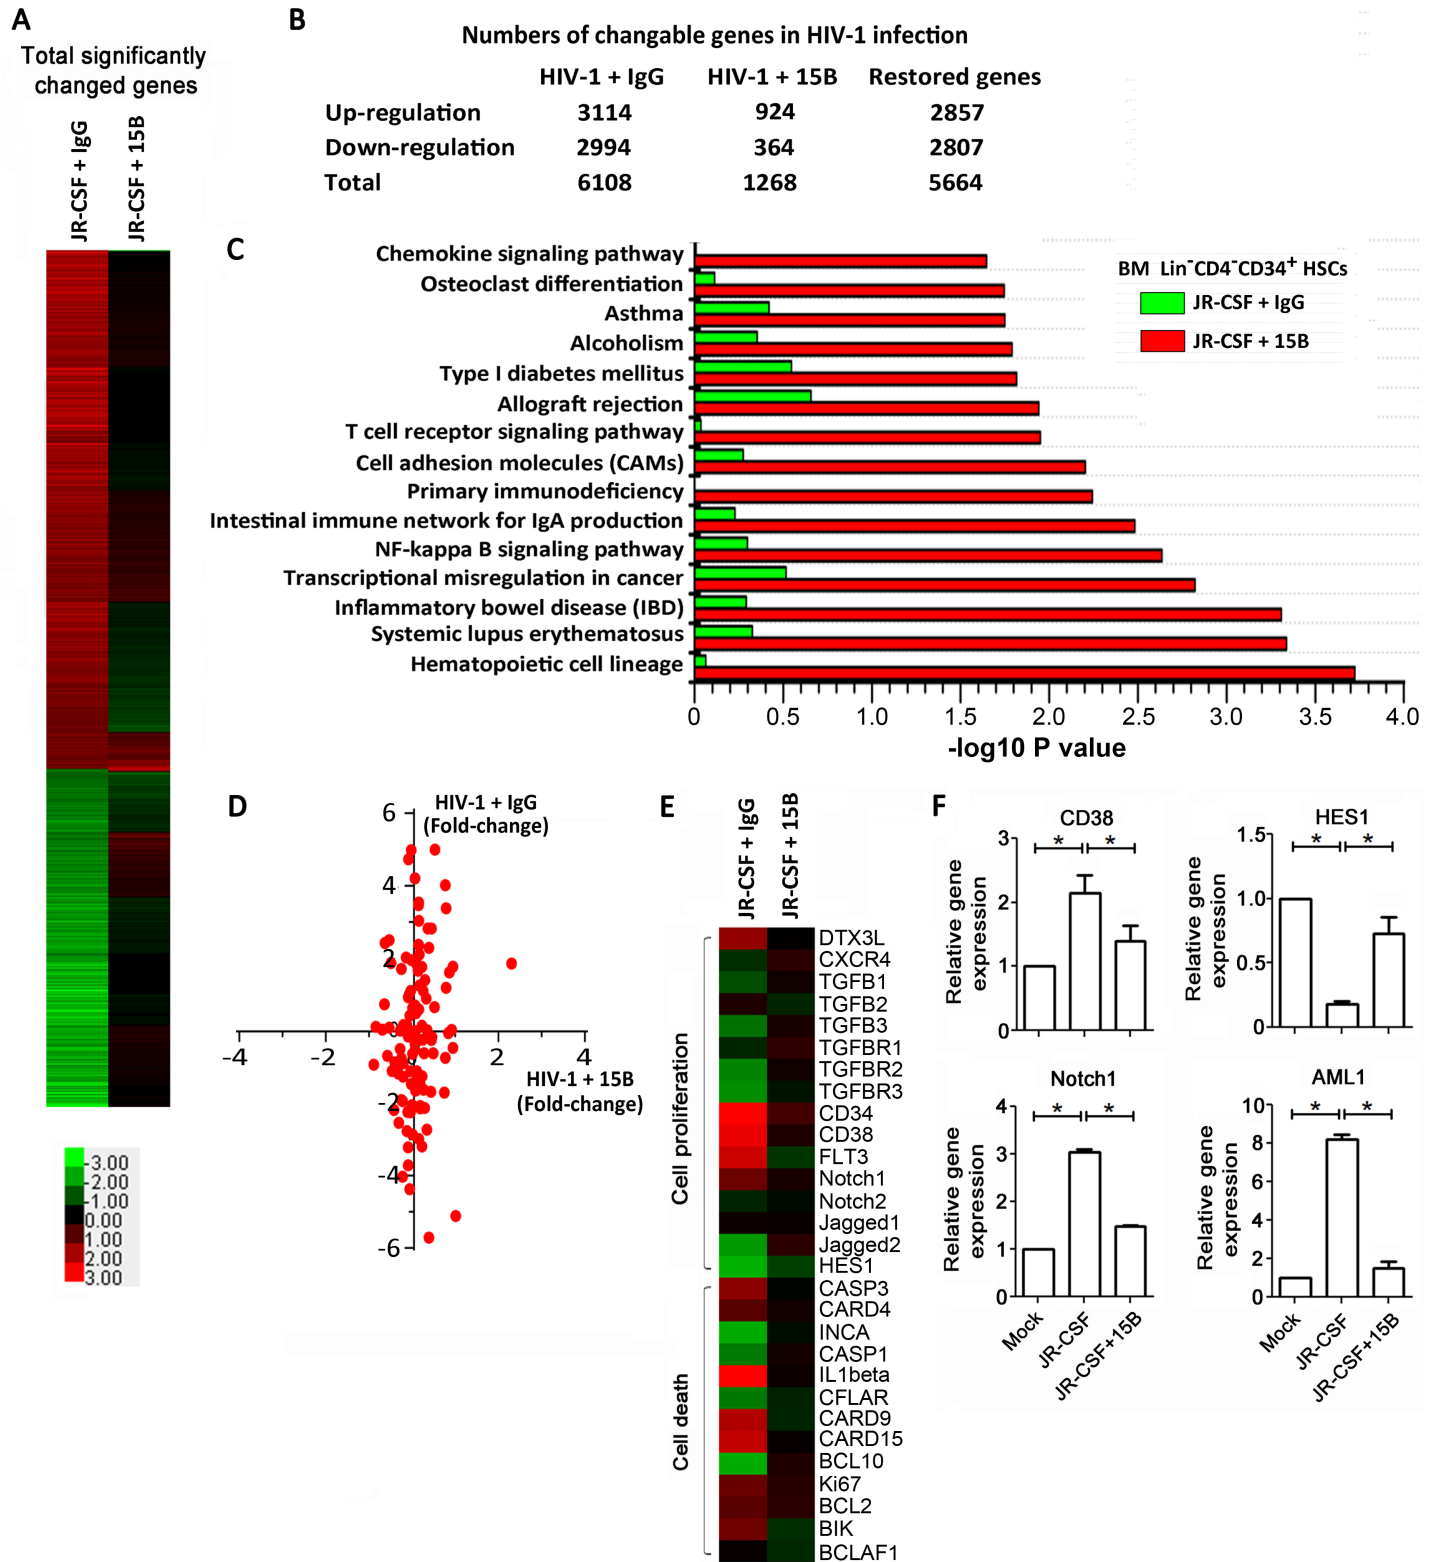 A
Total significantly
changed genes
JR-CSF + IgG
JR-CSF + 15B
-3.00
-2.00
-1.00
0.00
1.00
2.00
3.00
B
Numbers of changable genes in HIV-1 infection
HIV-1 + IgG HIV-1 + 15B Restored genes
Up-regulation 3114 924 2857
Down-regulation 2994 364 2807
Total 6108 1268 5664
C
Chemokine signaling pathway
Osteoclast differentiation
Asthma
Alcoholism
Type I diabetes mellitus
Allograft rejection
T cell receptor signaling pathway
Cell adhesion molecules (CAMs)
Primary immunodeficiency
Intestinal immune network for IgA production
NF-kappa B signaling pathway
Transcriptional misregulation in cancer
Inflammatory bowel disease (IBD)
Systemic lupus erythematosus
Hematopoietic cell lineage
0 0.5 1.0 1.5 2.0 2.5 3.0 3.5 4.0
-log10 P value
BM Lin⁻CD4⁻CD34⁺ HSCs
JR-CSF + IgG
JR-CSF + 15B
D
HIV-1 + IgG
(Fold-change)
6
4
2
0
-2
-4
-6
-4 -2 2 4
HIV-1 + 15B
(Fold-change)
E
JR-CSF + IgG
JR-CSF + 15B
Cell proliferation
DTX3L
CXCR4
TGFB1
TGFB2
TGFB3
TGFBR1
TGFBR2
TGFBR3
CD34
CD38
FLT3
Notch1
Notch2
Jagged1
Jagged2
HES1
Cell death
CASP3
CARD4
INCA
CASP1
IL1beta
CFLAR
CARD9
CARD15
BCL10
Ki67
BCL2
BIK
BCLAF1
F
CD38
Relative gene
expression
3
2
1
0
* *
HES1
Relative gene
expression
1.5
1.0
0.5
0
* *
Notch1
Relative gene
expression
4
3
2
1
0
* *
Mock
JR-CSF
JR-CSF+15B
AML1
Relative gene
expression
10
8
6
4
2
0
* *
Mock
JR-CSF
JR-CSF+15B